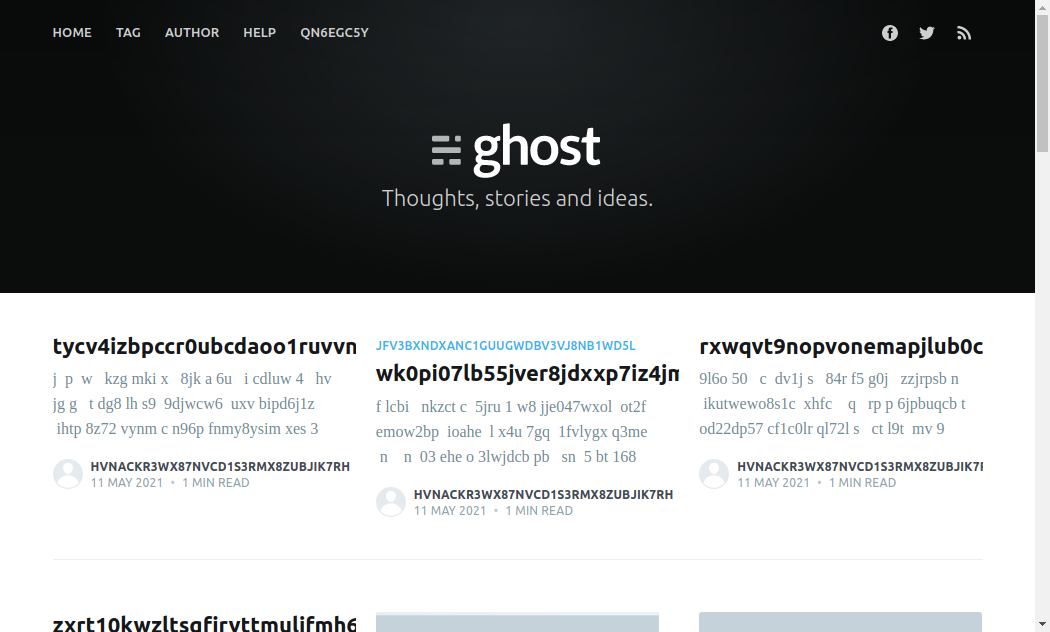 HOME TAG AUTHOR HELP QN6EGC5Y
ghost
Thoughts, stories and ideas.
tycv4izbpccr0ubcdaoo1ruvvn
j p w kzg mki x 8jk a 6u i cdluw 4 hv
jg g t dg8 lh s9 9djwcw6 uxv bipd6j1z
ihtp 8z72 vynm c n96p fnmy8ysim xes 3
HVNACKR3WX87NVCD1S3RMX8ZUBJIK7RH
11 MAY 2021 • 1 MIN READ
JFV3BXNDXANC1GUUGWDBV3VJ8NB1WD5L
wk0pi07lb55jver8jdxxp7iz4jm
f lcbi nkzct c 5jru 1 w8 jje047wxol ot2f
emow2bp ioahe l x4u 7gq 1fvlygx q3me
n n 03 ehe o 3lwjdcb pb sn 5 bt 168
HVNACKR3WX87NVCD1S3RMX8ZUBJIK7RH
11 MAY 2021 • 1 MIN READ
rxwqvt9nopvonemapjlub0c
9l6o 50 c dv1j s 84r f5 g0j zzjrpsb n
ikutwewo8s1c xhfc q rp p 6jpbuqcb t
od22dp57 cf1c0lr ql72l s ct l9t mv 9
HVNACKR3WX87NVCD1S3RMX8ZUBJIK7
11 MAY 2021 • 1 MIN READ
zxrt10kwzltsqfirvttmulifmh6